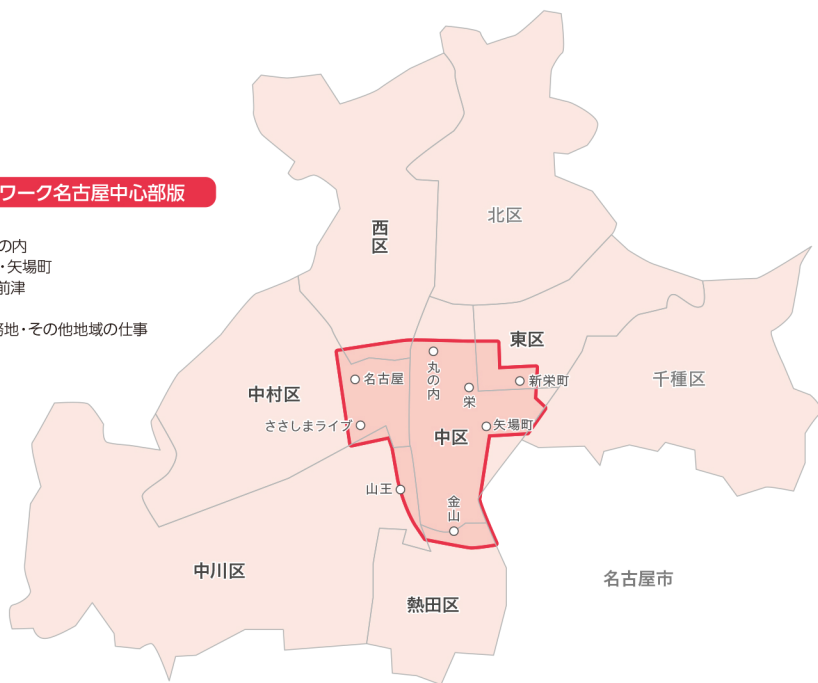 ワーク名古屋中心部版
の内
・矢場町
前津
務地・その他地域の仕事
北区
西区
東区
千種区
中村区
名古屋
丸の内
栄
新栄町
ささしまライブ
矢場町
中区
山王
金山
中川区
熱田区
名古屋市